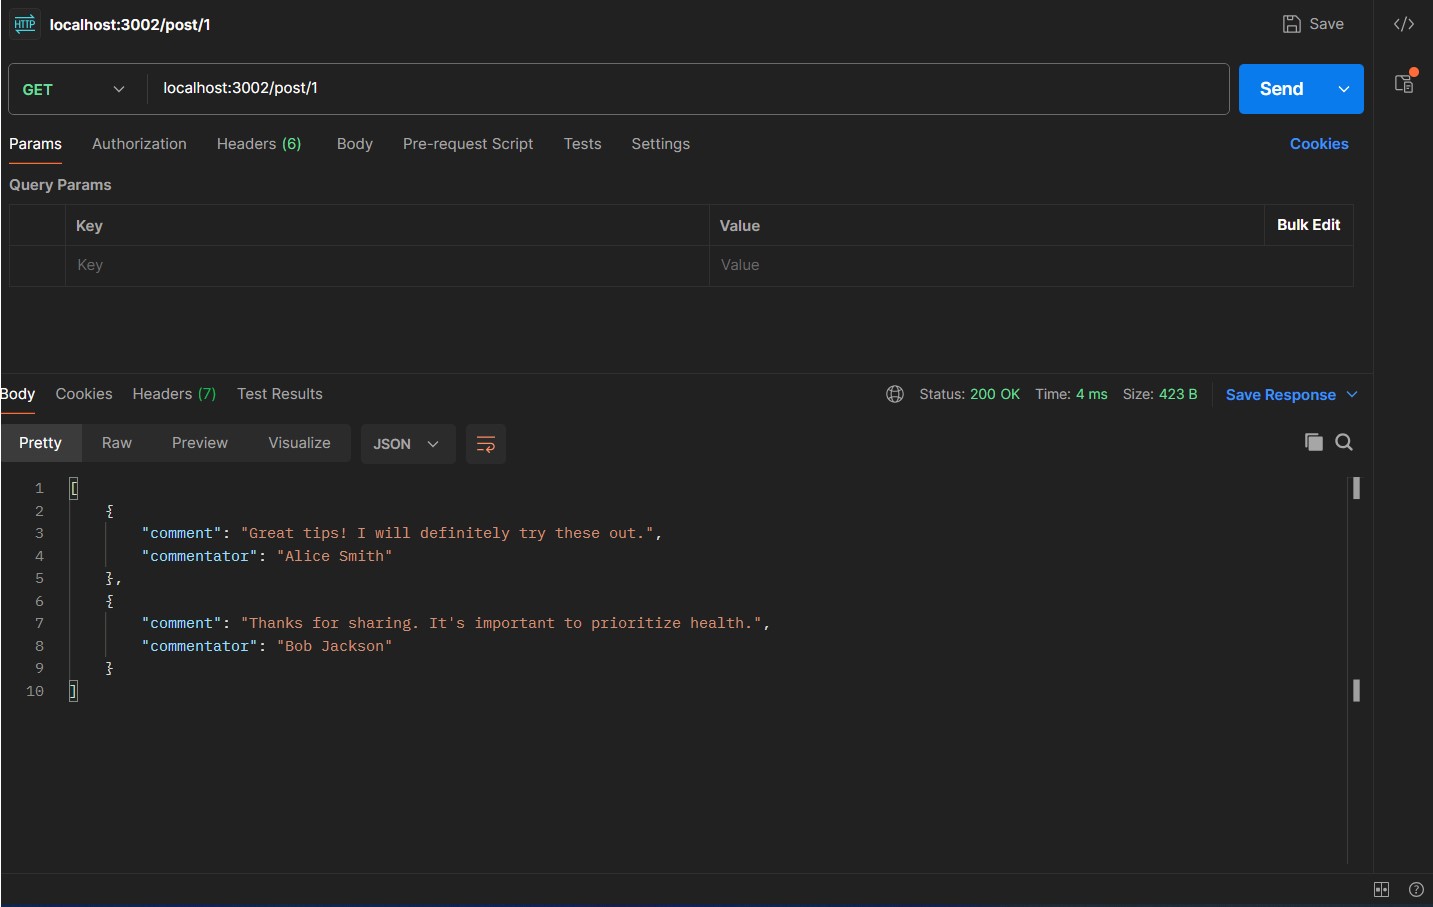 HTTP localhost:3002/post/1 Save </>
GET localhost:3002/post/1 Send
Params Authorization Headers (6) Body Pre-request Script Tests Settings Cookies
Query Params
Key Value Bulk Edit
Key Value
Body Cookies Headers (7) Test Results Status: 200 OK Time: 4 ms Size: 423 B Save Response
Pretty Raw Preview Visualize JSON
1 [
2 {
3 "comment": "Great tips! I will definitely try these out.",
4 "commentator": "Alice Smith"
5 },
6 {
7 "comment": "Thanks for sharing. It's important to prioritize health.",
8 "commentator": "Bob Jackson"
9 }
10 ]